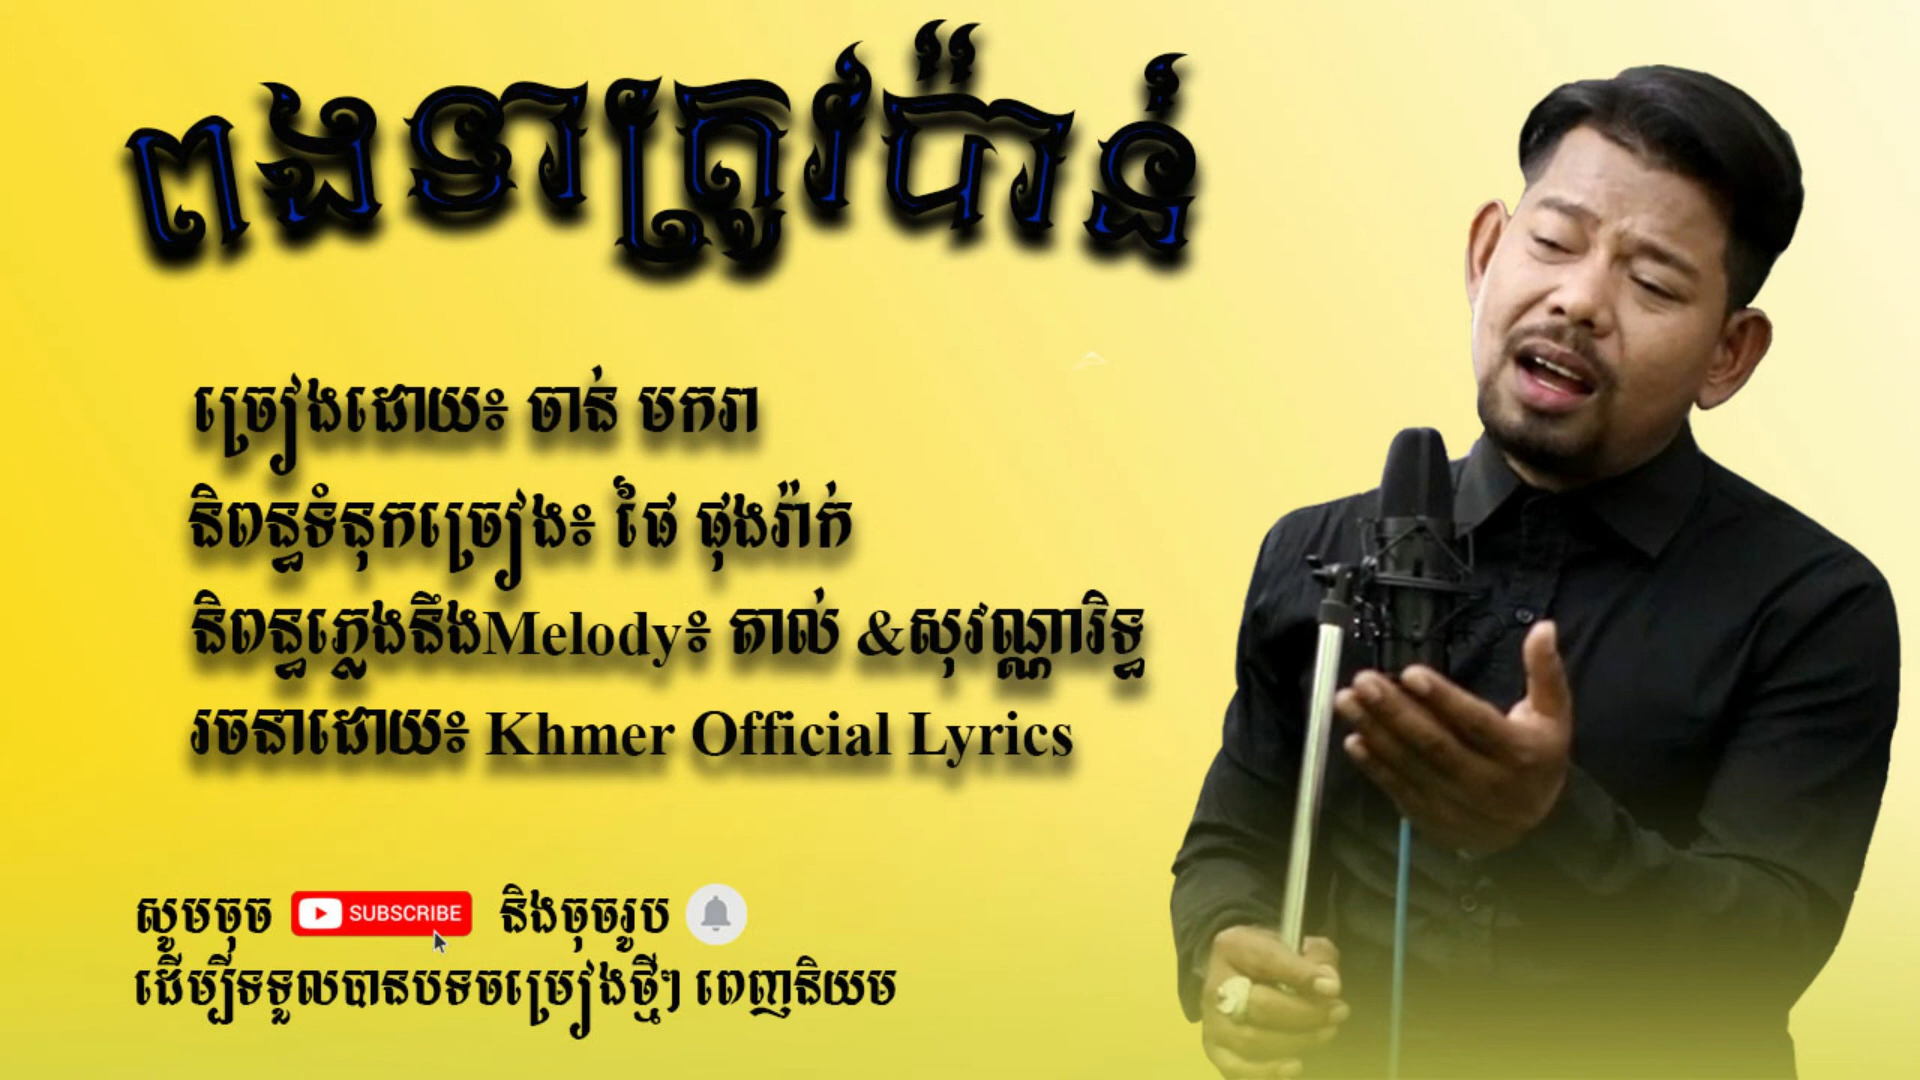 ពងទាត្រូវប៉ាន់
ច្រៀងដោយ៖ ចាន់ មករា
និពន្ធទំនុកច្រៀង៖ ផៃ ផុងរ៉ាក់
និពន្ធភ្លេងនឹងMelody៖ តាល់ &សុវណ្ណារិទ្ធ
រចនាដោយ៖ Khmer Official Lyrics
សូមចុច SUBSCRIBE និងចុចរូប
ដើម្បីទទួលបានបទចម្រៀងថ្មីៗ ពេញនិយម